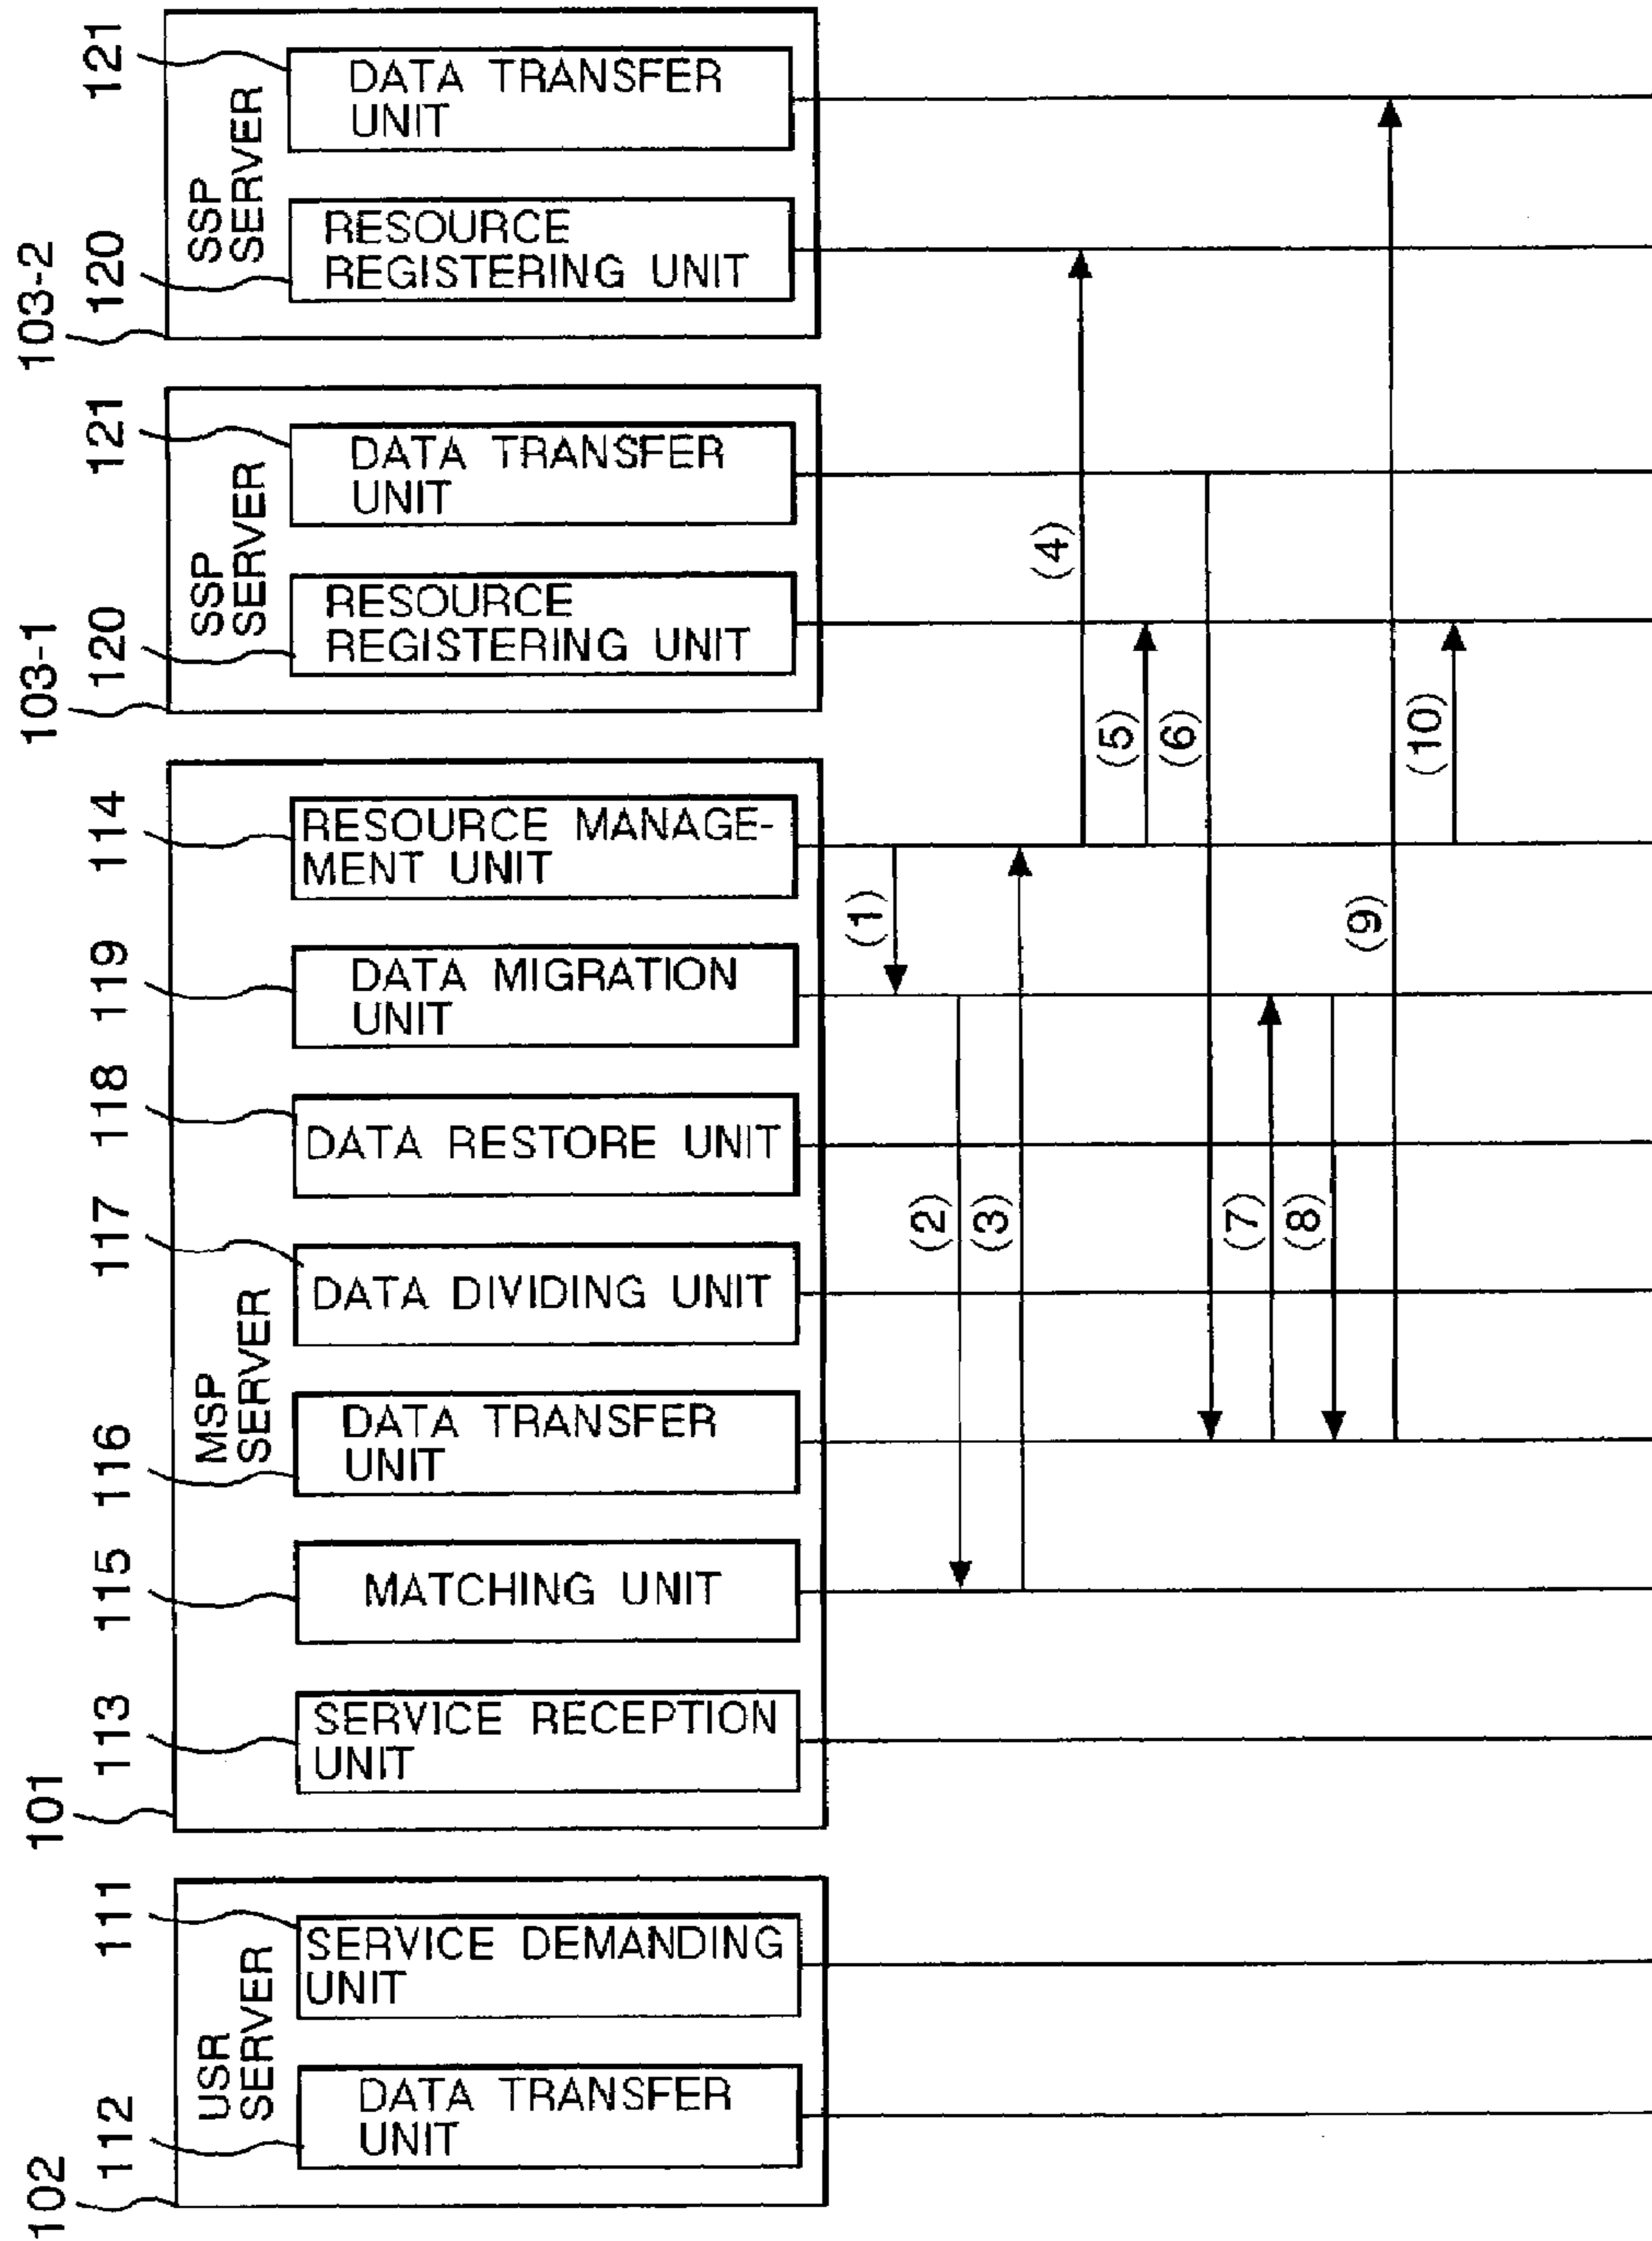 102
112
USR
SERVER
DATA TRANSFER
UNIT
111
SERVICE DEMANDING
UNIT
101
MSP
SERVER
113
SERVICE RECEPTION
UNIT
115
MATCHING UNIT
116
DATA TRANSFER
UNIT
117
DATA DIVIDING UNIT
118
DATA RESTORE UNIT
119
DATA MIGRATION
UNIT
114
RESOURCE MANAGE-
MENT UNIT
103-1
SSP
SERVER
120
RESOURCE
REGISTERING UNIT
121
DATA TRANSFER
UNIT
103-2
SSP
SERVER
120
RESOURCE
REGISTERING UNIT
121
DATA TRANSFER
UNIT
(1)
(2)
(3)
(4)
(5)
(6)
(7)
(8)
(9)
(10)